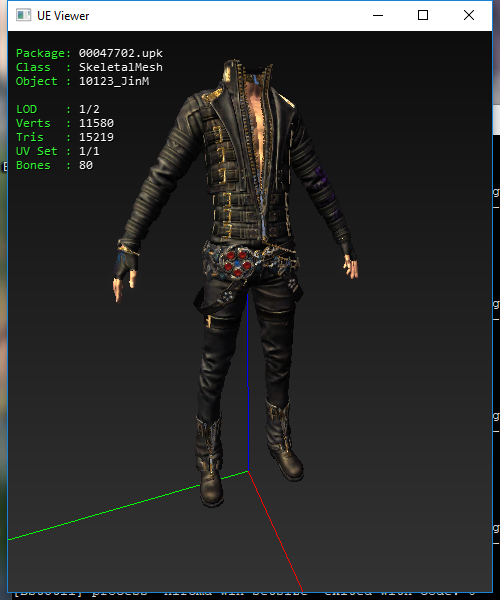 UE Viewer
Package: 00047702.upk
Class : SkeletalMesh
Object : 10123_JinM
LOD : 1/2
Verts : 11580
Tris : 15219
UV Set : 1/1
Bones : 80